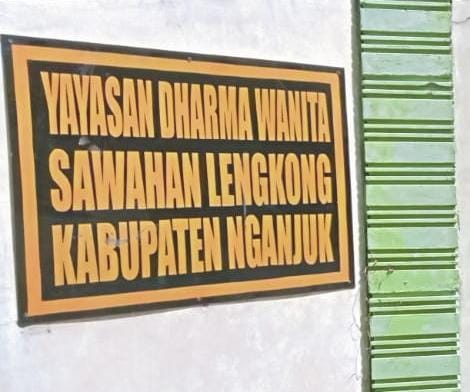 YAYASAN DHARMA WANITA
SAWAHAN LENGKONG
KABUPATEN NGANJUK